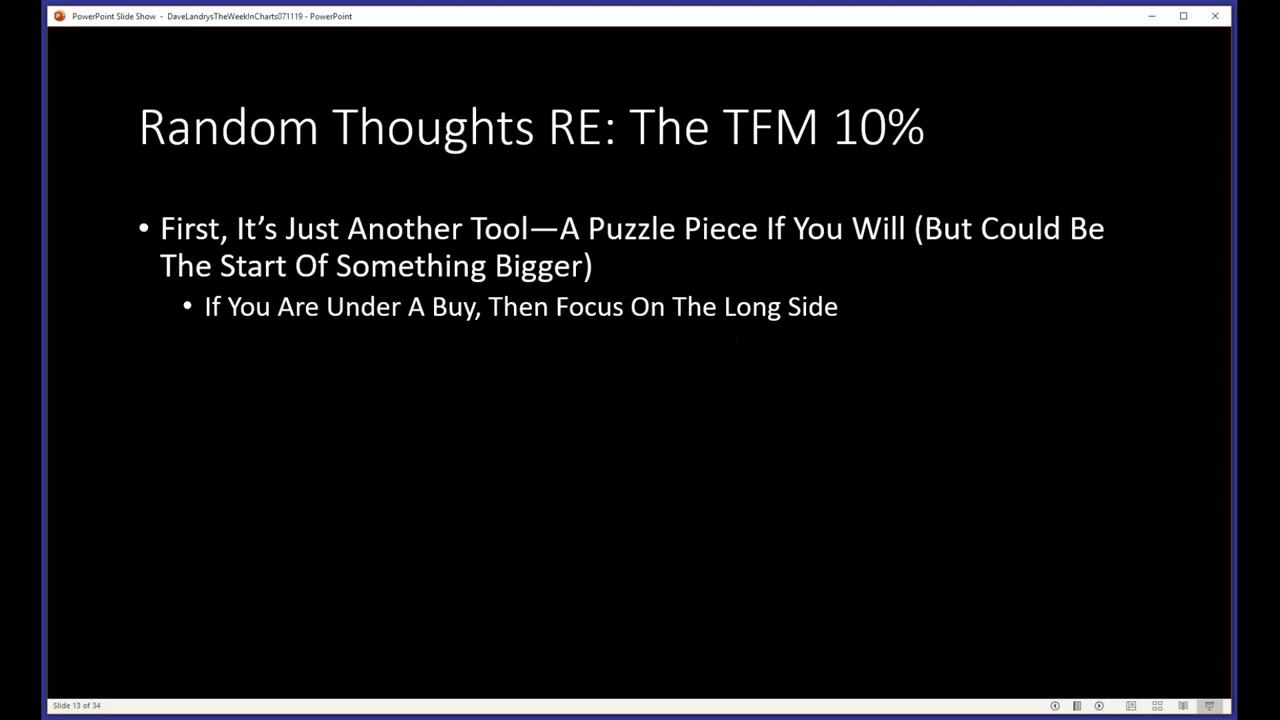 PowerPoint Slide Show - DaveLandrysTheWeekInCharts071119 - PowerPoint
Random Thoughts RE: The TFM 10%
• First, It’s Just Another Tool—A Puzzle Piece If You Will (But Could Be
The Start Of Something Bigger)
• If You Are Under A Buy, Then Focus On The Long Side
Slide 13 of 34